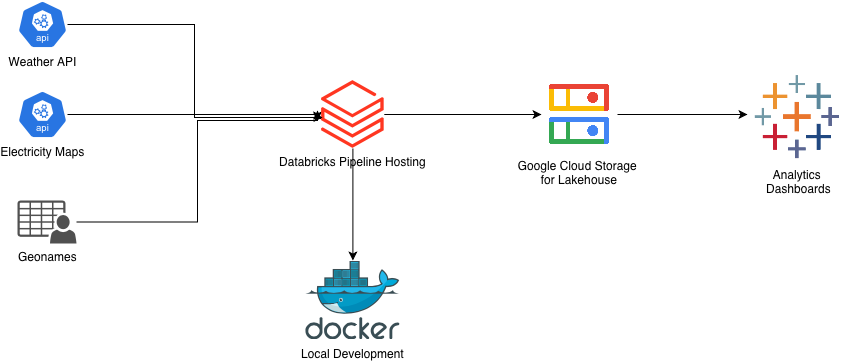 api
Weather API
api
Electricity Maps
Geonames
Databricks Pipeline Hosting
docker
Local Development
Google Cloud Storage
for Lakehouse
Analytics
Dashboards